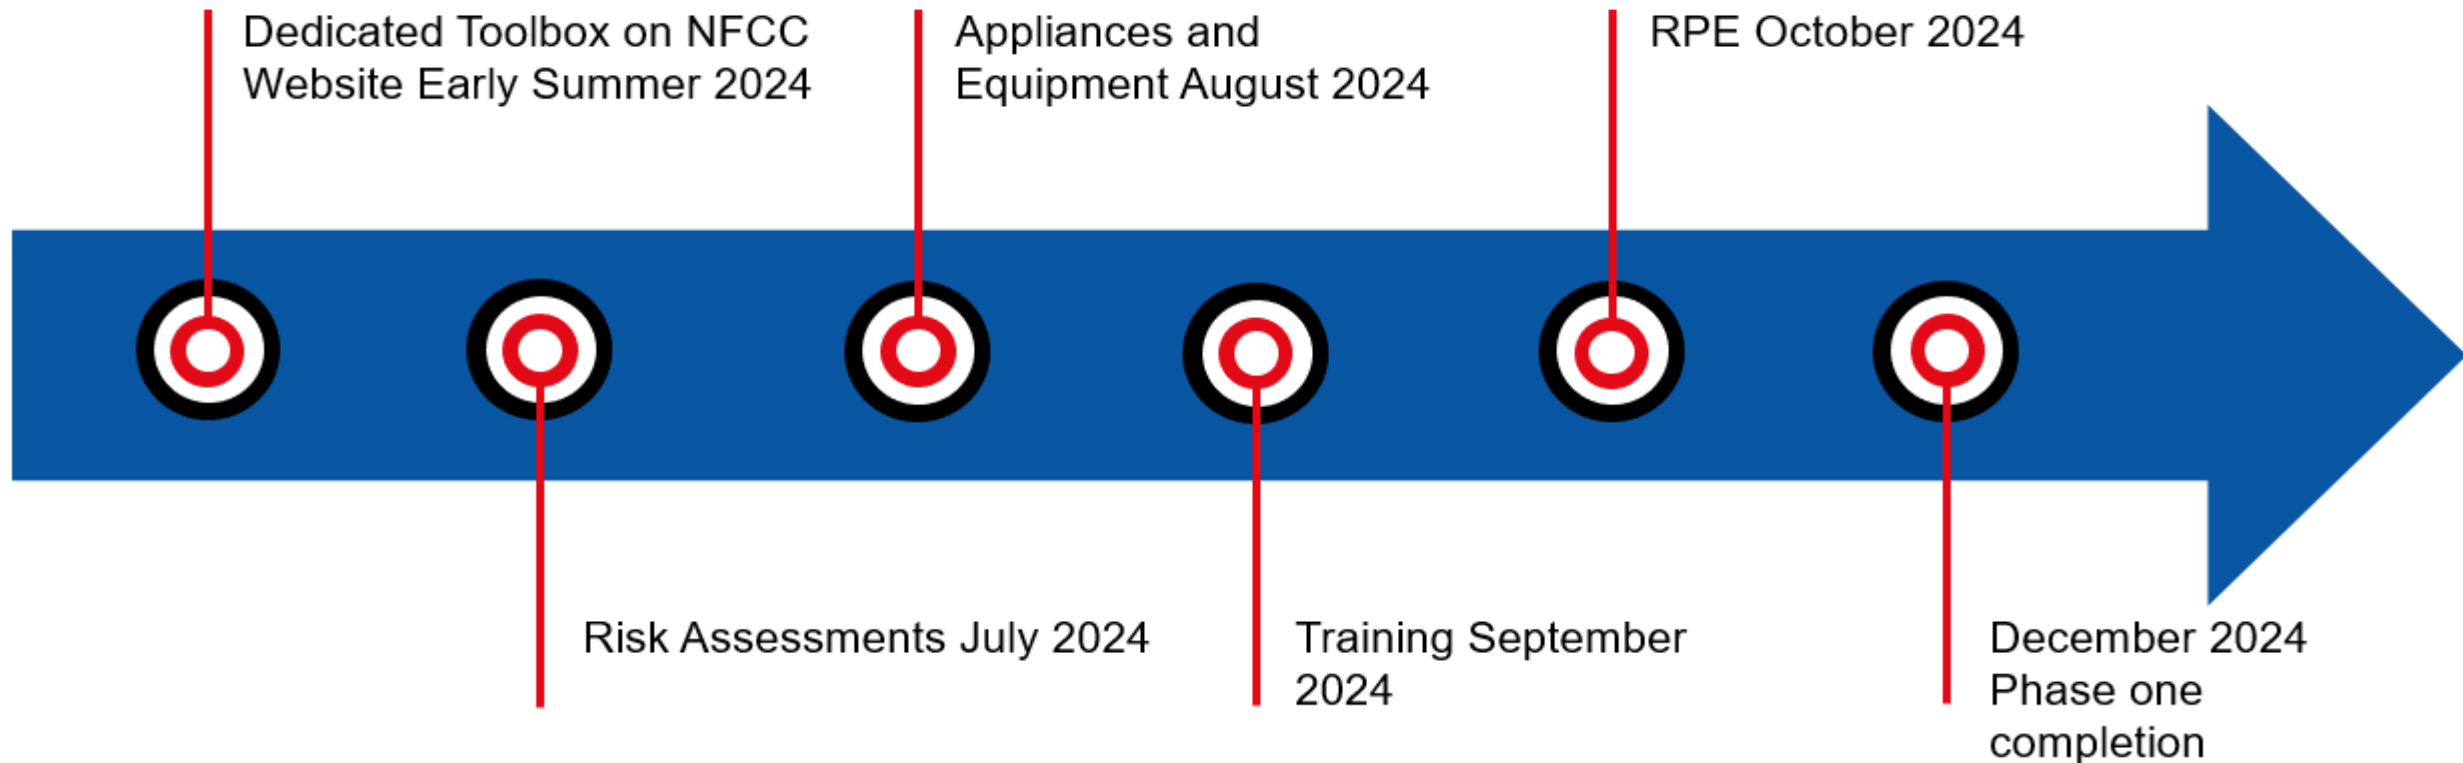 Dedicated Toolbox on NFCC
Website Early Summer 2024
Risk Assessments July 2024
Appliances and
Equipment August 2024
Training September
2024
RPE October 2024
December 2024
Phase one
completion